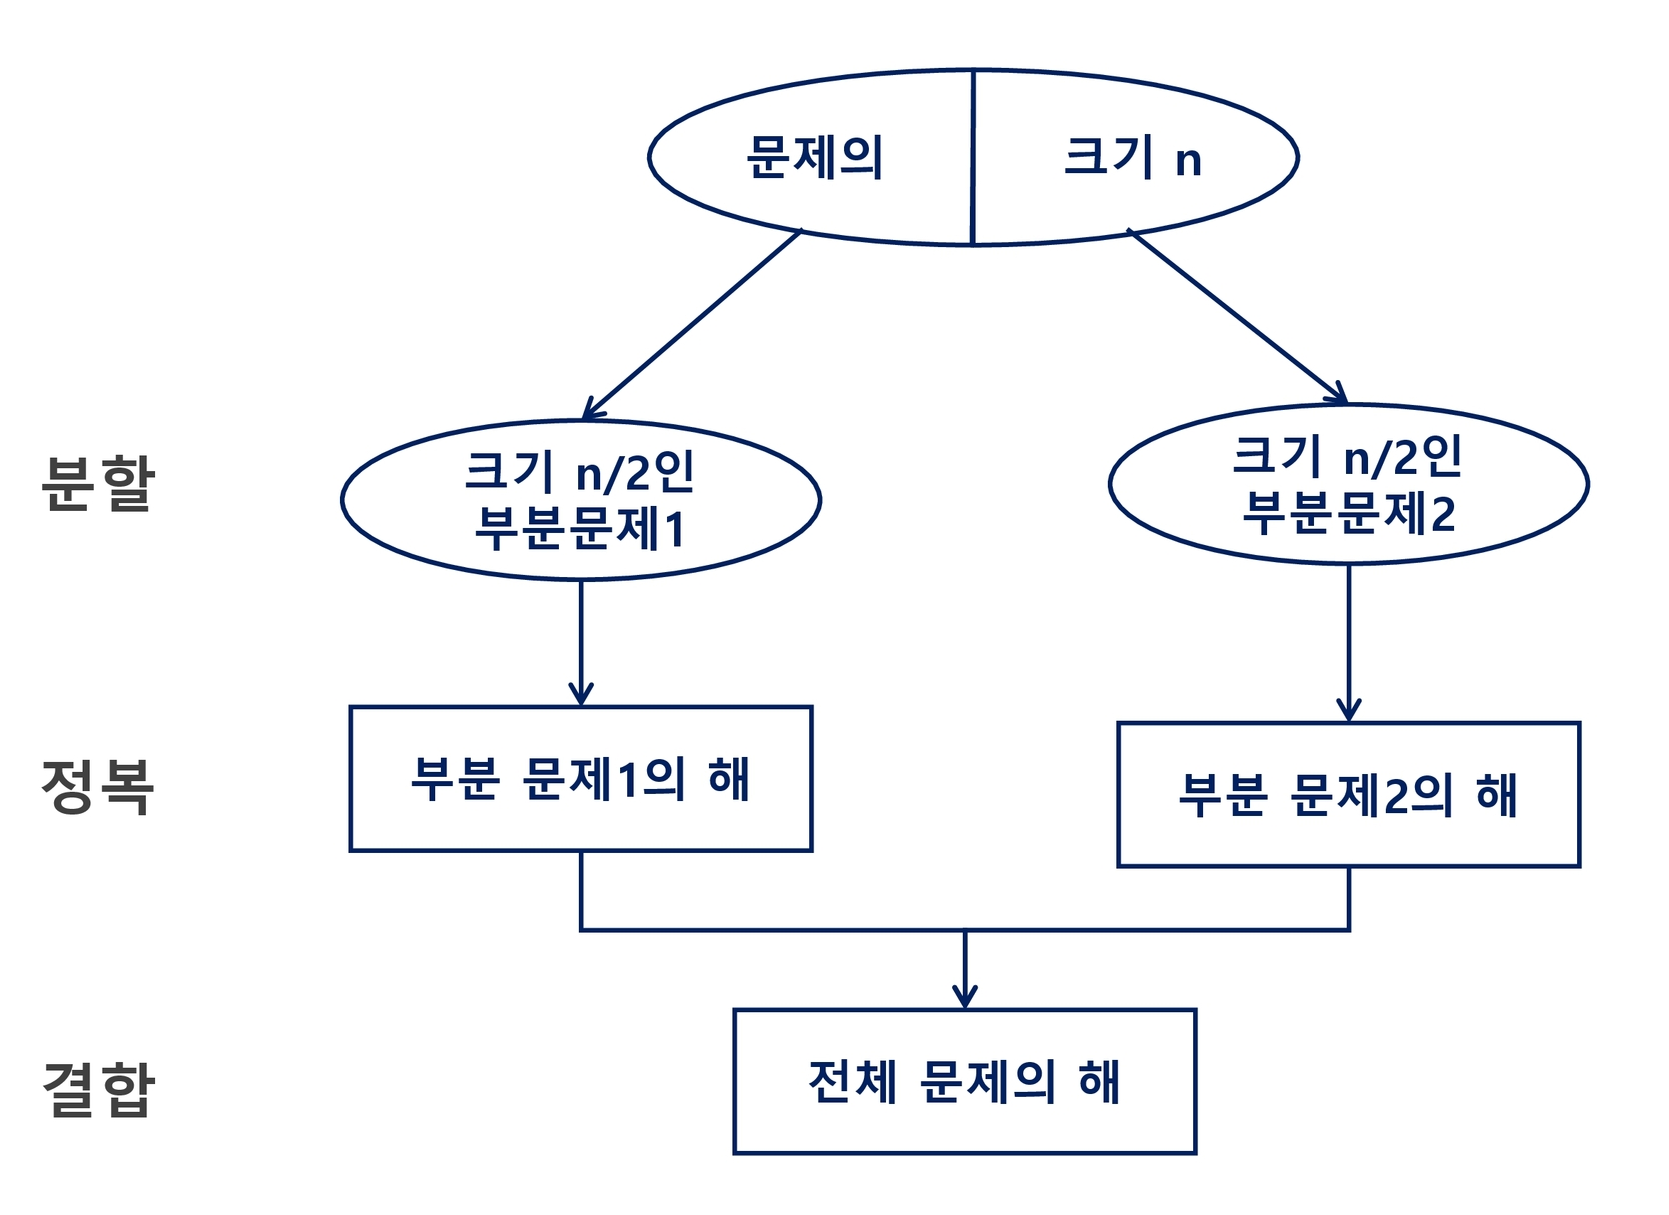 문제의 크기 n
분할
크기 n/2인
부분문제1
크기 n/2인
부분문제2
정복
부분 문제1의 해
부분 문제2의 해
결합
전체 문제의 해